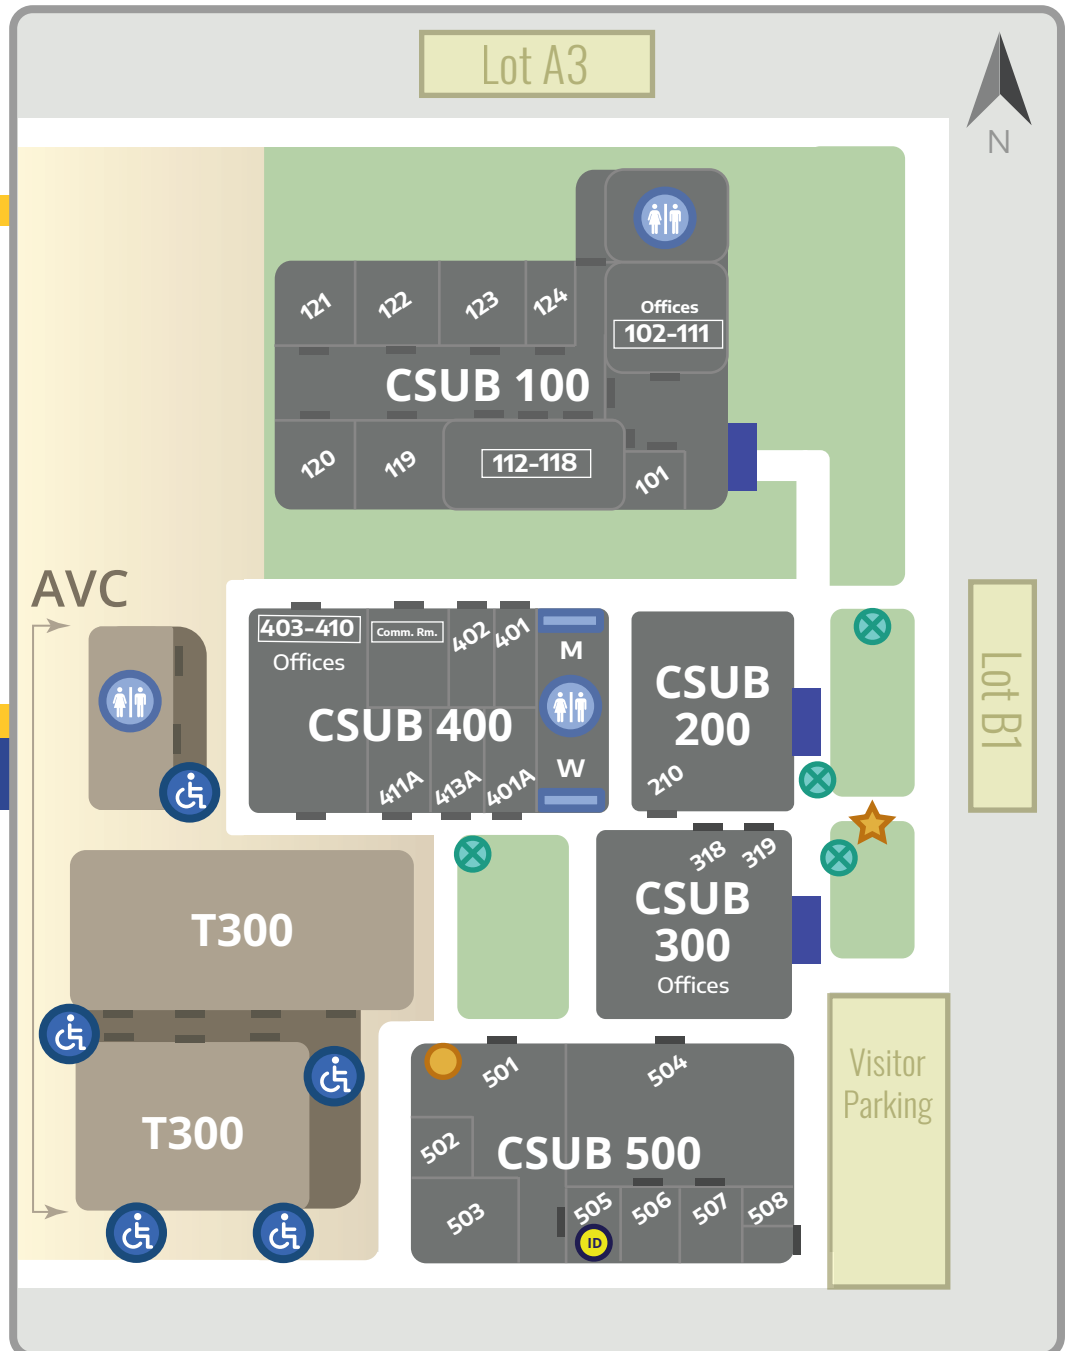 Lot A3
N
Offices
102-111
121
122
123
124
CSUB 100
120
119
112-118
101
AVC
403-410
Offices
Comm. Rm.
402
401
M
CSUB 400
W
411A
413A
401A
CSUB
200
210
Lot B1
318
319
CSUB
300
Offices
T300
T300
501
504
502
CSUB 500
503
505
506
507
508
ID
Visitor
Parking